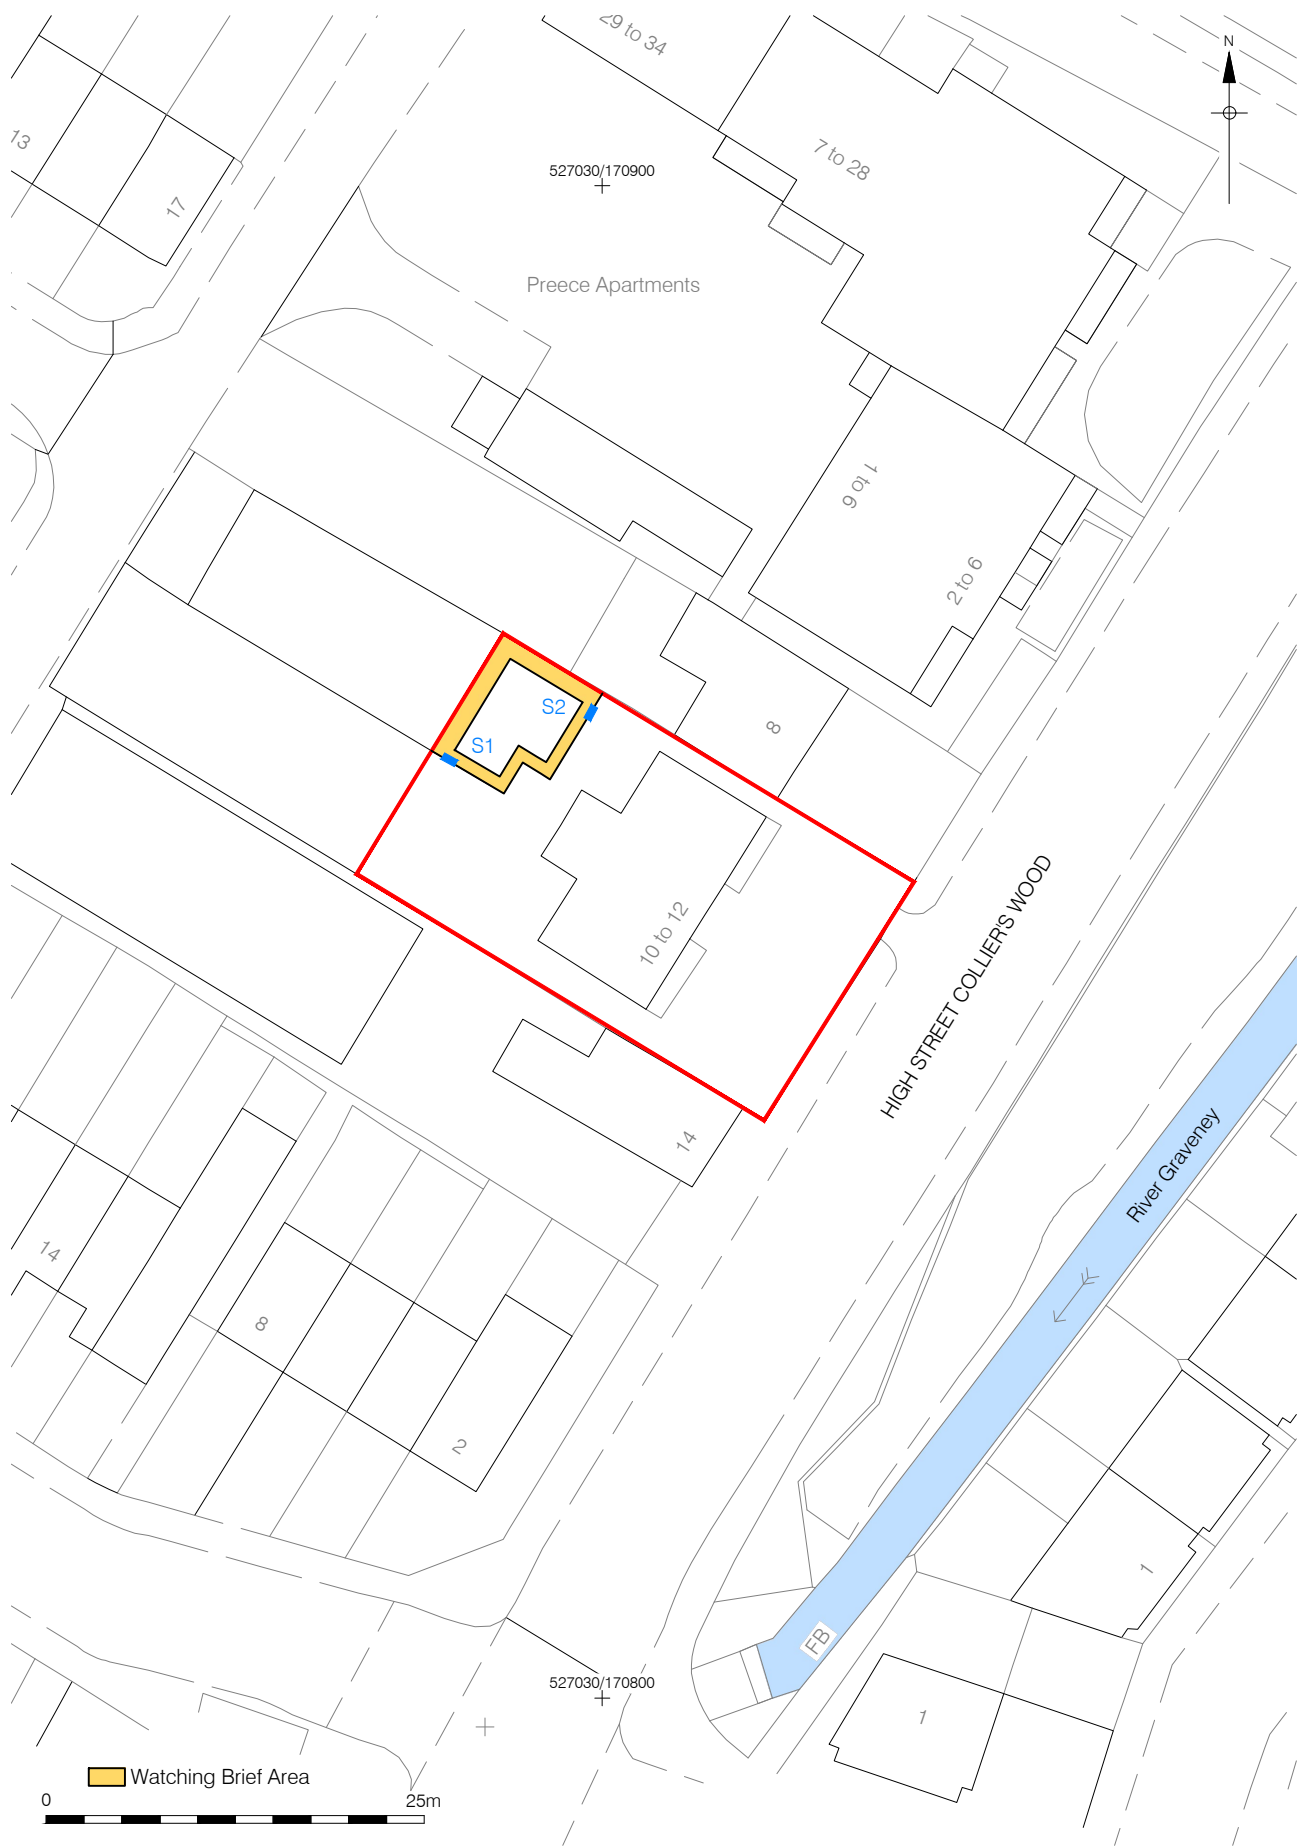 29 to 34
N
13
7 to 28
527030/170900
17
Preece Apartments
1 to 6
2 to 6
S2
8
S1
10 to 12
HIGH STREET COLLIER'S WOOD
River Graveney
14
14
8
2
1
FB
527030/170800
1
Watching Brief Area
0 25m